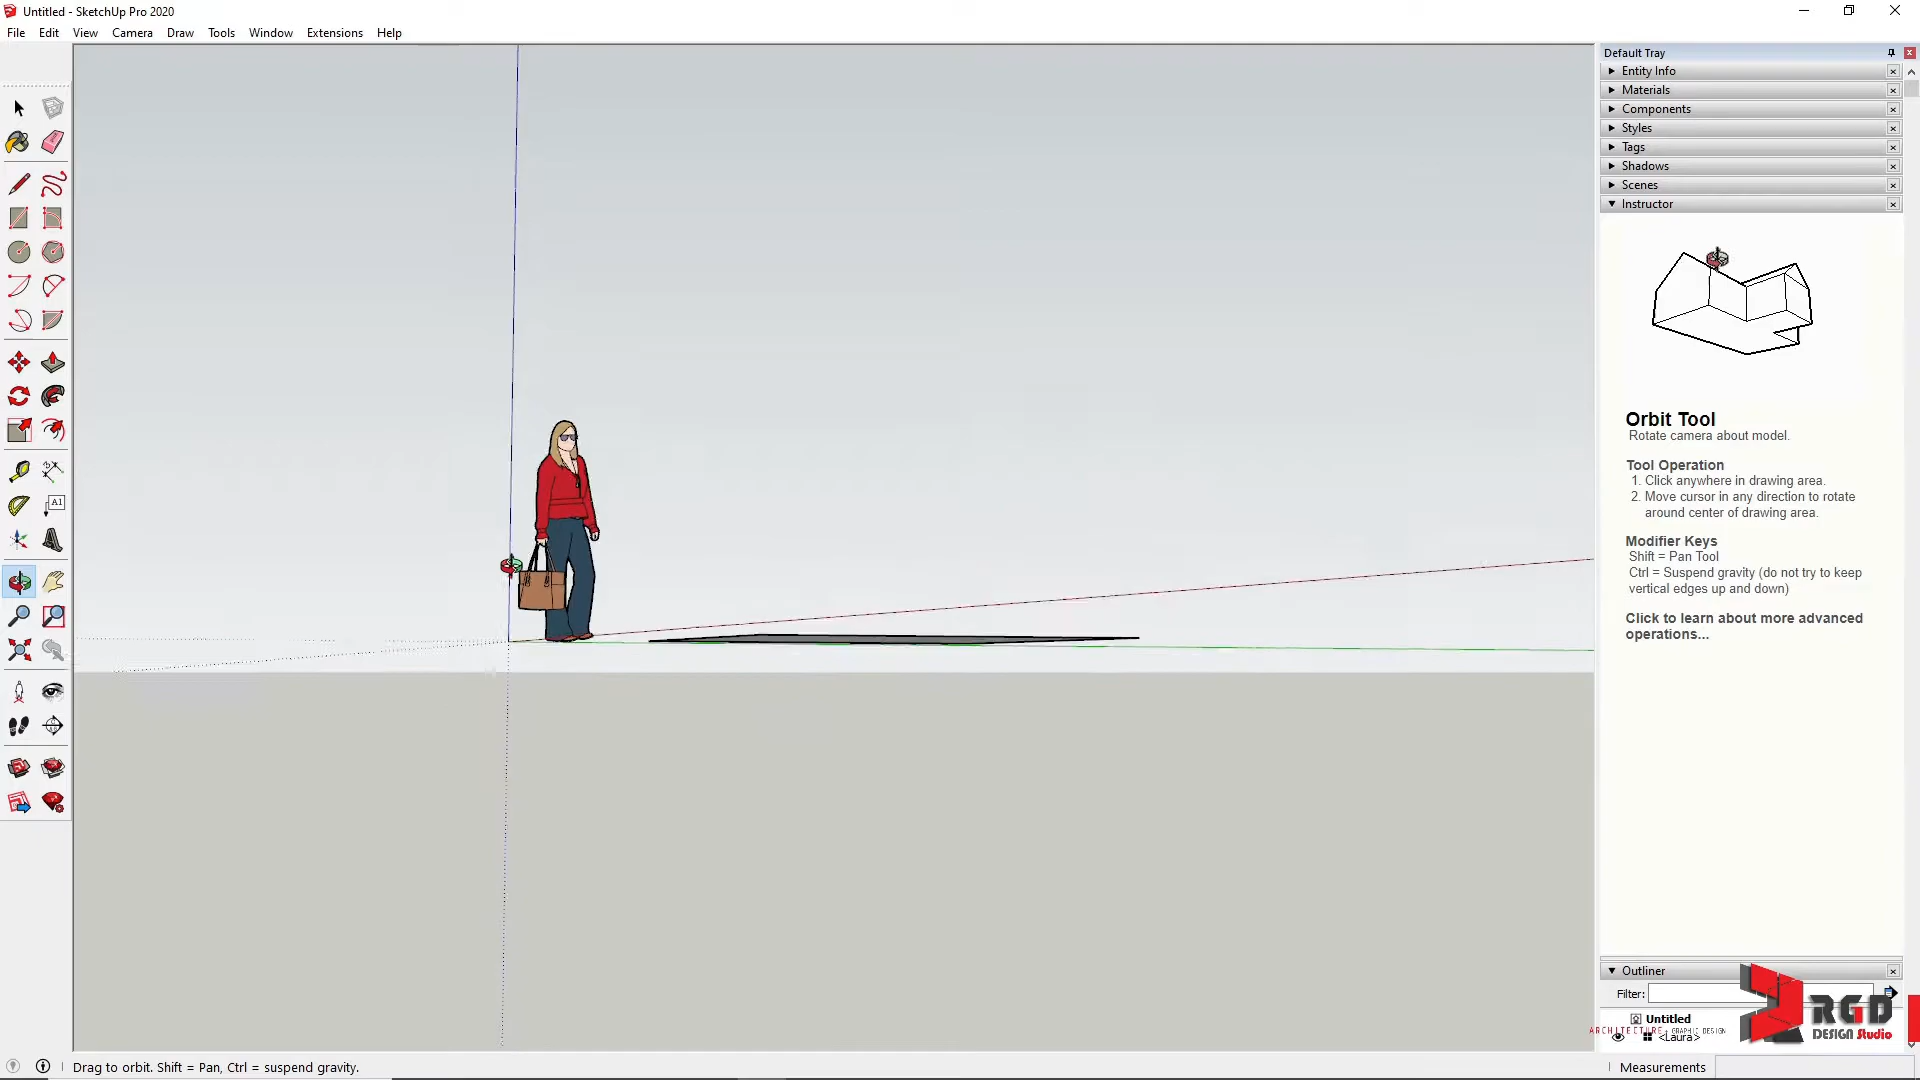 Untitled - SketchUp Pro 2020
File Edit View Camera Draw Tools Window Extensions Help
Default Tray
Entity Info
Materials
Components
Styles
Tags
Shadows
Scenes
Instructor
Orbit Tool
Rotate camera about model.
Tool Operation
1. Click anywhere in drawing area.
2. Move cursor in any direction to rotate
around center of drawing area.
Modifier Keys
Shift = Pan Tool
Ctrl = Suspend gravity (do not try to keep
vertical edges up and down)
Click to learn about more advanced
operations...
A1
Outliner
Filter:
Untitled
<Laura>
ARCHITECTURE + GRAPHIC DESIGN
RGD
DESIGN Studio
Drag to orbit. Shift = Pan, Ctrl = suspend gravity.
Measurements